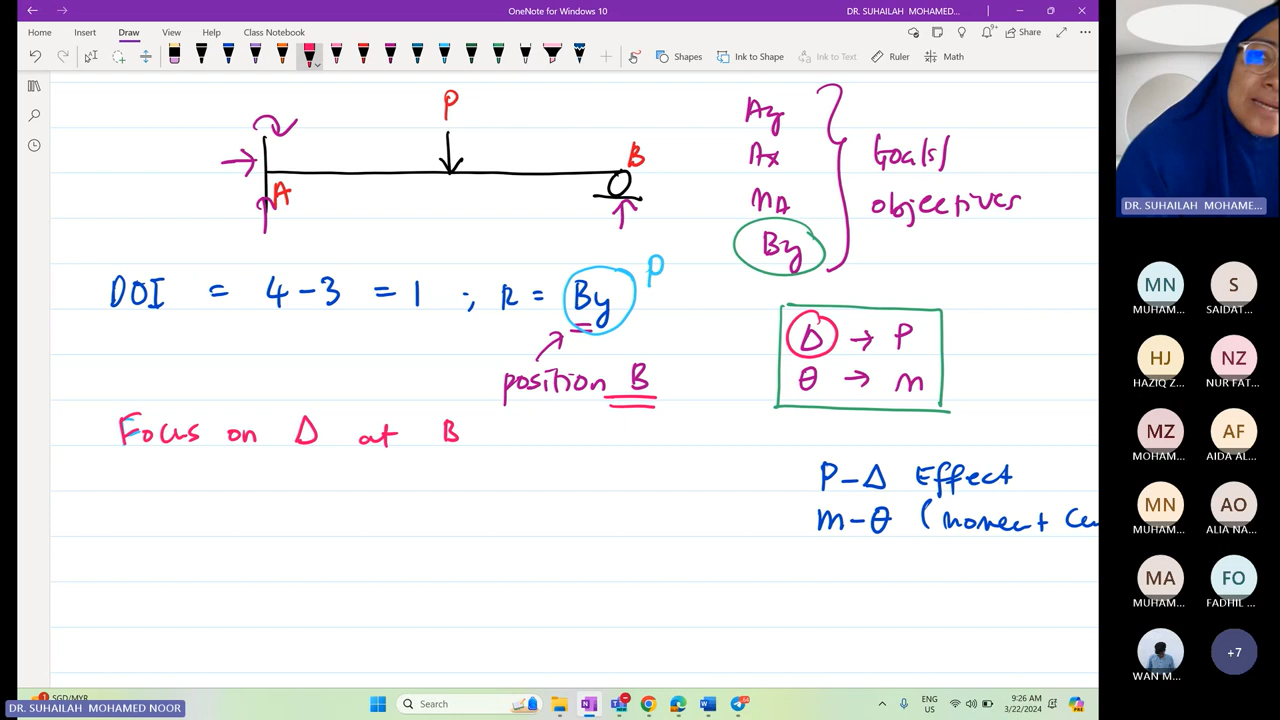 OneNote for Windows 10
DR. SUHAILAH MOHAMED...
Home Insert Draw View Help Class Notebook
Share
Shapes Ink to Shape Ink to Text Ruler Math
P
A
B
Ay
Ax
MA
By
Goals/
objectives
DOI = 4-3 = 1 ; R = By
P
position B
Δ → P
θ → M
Focus on Δ at B
P-Δ Effect
M-θ (Moment
DR. SUHAILAH MOHAME...
MN
MUHAM...
S
SAIDAT...
HJ
HAZIQ Z...
NZ
NUR FAT...
MZ
MOHAM...
AF
AIDA AL...
MN
MUHAM...
AO
ALIA NA...
MA
MUHAM...
FO
FADHIL ...
WAN M...
+7
SGD/MYR
DR. SUHAILAH MOHAMED NOOR
Search
ENG
US
9:26 AM
3/22/2024